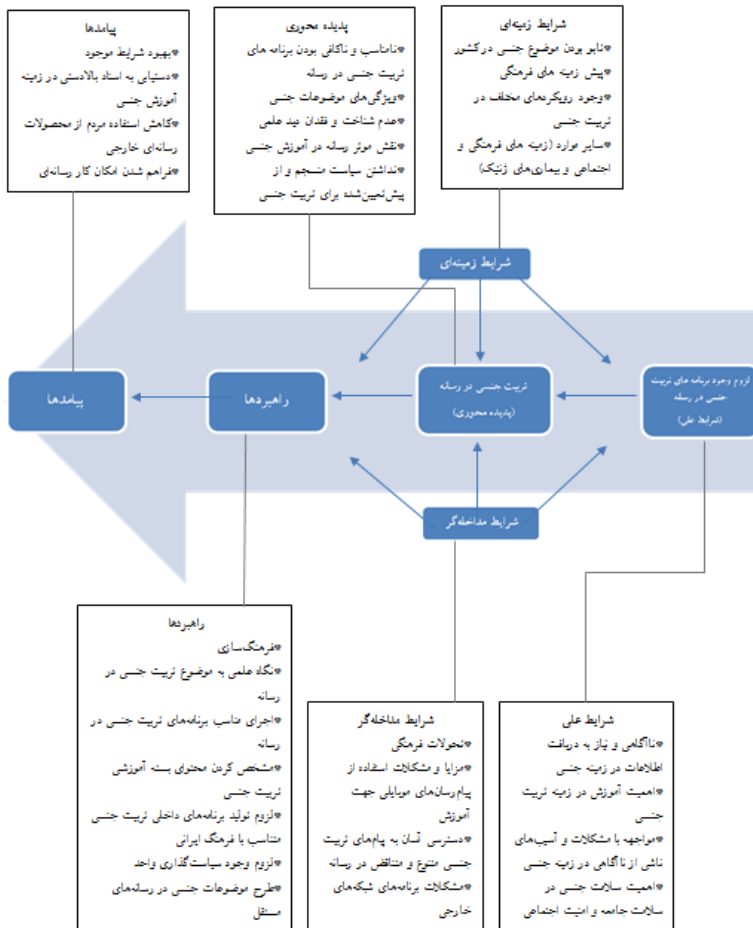 شرایط زمینه‌ای
*تابو بودن موضوع جنسی در کشور
*پیش زمینه های فرهنگی
*وجود رویکردهای مختلف در
تربیت جنسی
*سایر موارد (زمینه های فرهنگی و
اجتماعی و بیماری‌های ژنتیک)
پدیده محوری
*نامتاسب و ناکافی بودن برنامه های
تربیت جنسی در رسانه
*ویژگی‌های موضوعات جنسی
*عدم شناخت و فقدان دید علمی
*نقش موثر رسانه در آموزش جنسی
*نداشتن سیاست منسجم و از
پیش‌تعیین‌شده برای تربیت جنسی
پیامدها
*بهبود شرایط موجود
*دستیابی به اسناد بالادستی در زمینه
آموزش جنسی
*کاهش استفاده مردم از محصولات
رسانه‌ای خارجی
*فراهم شدن امکان کار رسانه‌ای
شرایط زمینه‌ای
لزوم وجود برنامه های تربیت
جنسی در رسانه
(شرایط علی)
تربیت جنسی در رسانه
(پدیده محوری)
راهبردها
پیامدها
شرایط مداخله‌گر
شرایط علی
*ناآگاهی و نیاز به دریافت
اطلاعات در زمینه جنسی
*اهمیت آموزش در زمینه تربیت
جنسی
*مواجهه با مشکلات و آسیب‌های
ناشی از ناآگاهی در زمینه جنسی
*اهمیت سلامت جنسی در
سلامت جامعه و امنیت اجتماعی
شرایط مداخله‌گر
*تحولات فرهنگی
*مزایا و مشکلات استفاده از
پیام‌رسان‌های موبایلی جهت
آموزش
*دسترسی آسان به پیام‌های تربیت
جنسی متنوع و متناقض در رسانه
*مشکلات برنامه‌های شبکه‌های
خارجی
راهبردها
*فرهنگ‌سازی
*نگاه علمی به موضوع تربیت جنسی در
رسانه
*اجرای مناسب برنامه‌های تربیت جنسی در
رسانه
*مشخص کردن محتوای بسته آموزشی
تربیت جنسی
*لزوم تولید برنامه‌های داخلی تربیت جنسی
متناسب با فرهنگ ایرانی
*لزوم وجود سیاست‌گذاری واحد
*طرح موضوعات جنسی در رسانه‌های
مستقل